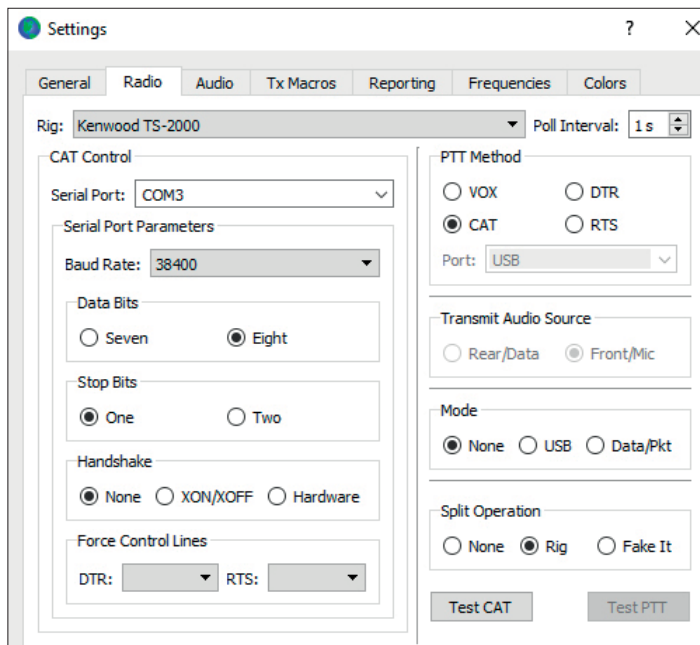 Settings ? X
General Radio Audio Tx Macros Reporting Frequencies Colors
Rig: Kenwood TS-2000 Poll Interval: 1 s
CAT Control
Serial Port: COM3
Serial Port Parameters
Baud Rate: 38400
Data Bits
Seven Eight
Stop Bits
One Two
Handshake
None XON/XOFF Hardware
Force Control Lines
DTR: RTS:
PTT Method
VOX DTR
CAT RTS
Port: USB
Transmit Audio Source
Rear/Data Front/Mic
Mode
None USB Data/Pkt
Split Operation
None Rig Fake It
Test CAT Test PTT